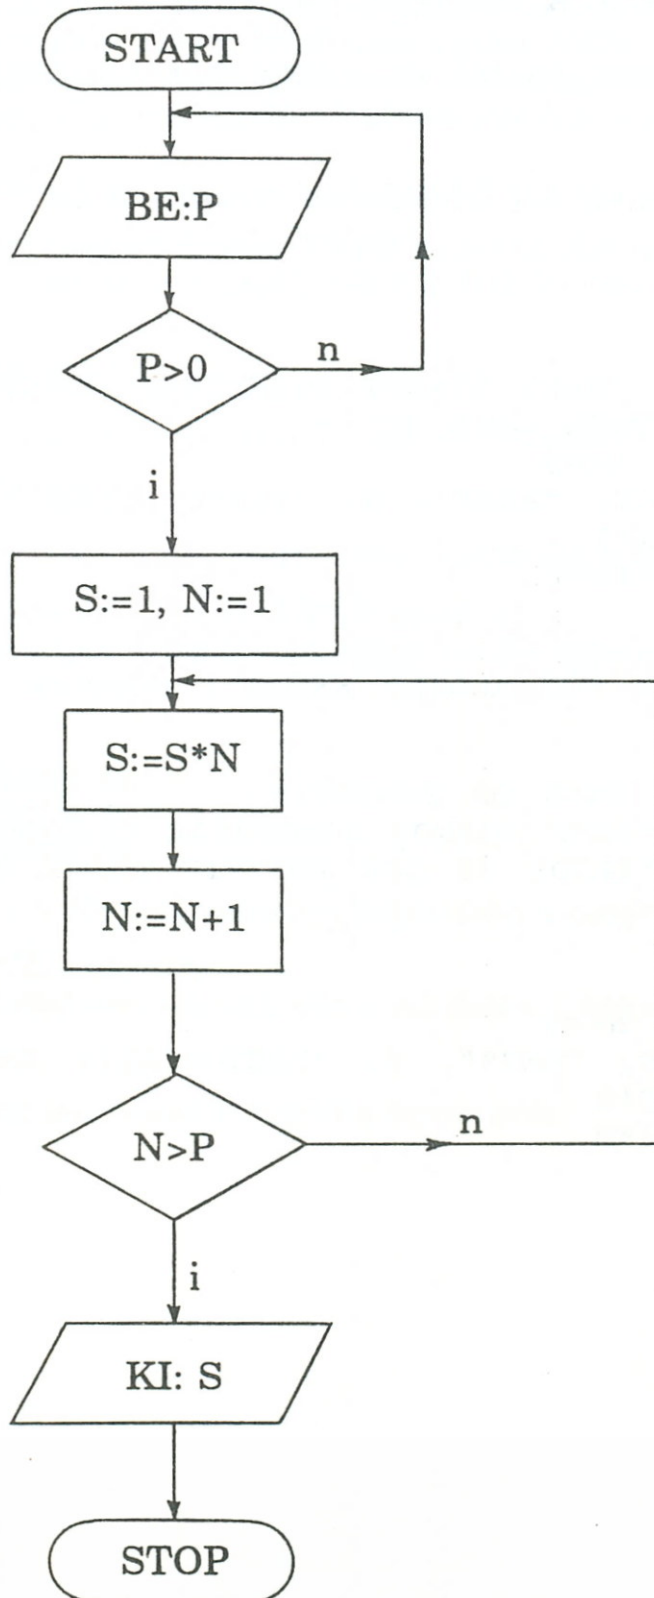 START
BE:P
P>0
n
i
S:=1, N:=1
S:=S*N
N:=N+1
N>P
n
i
KI: S
STOP